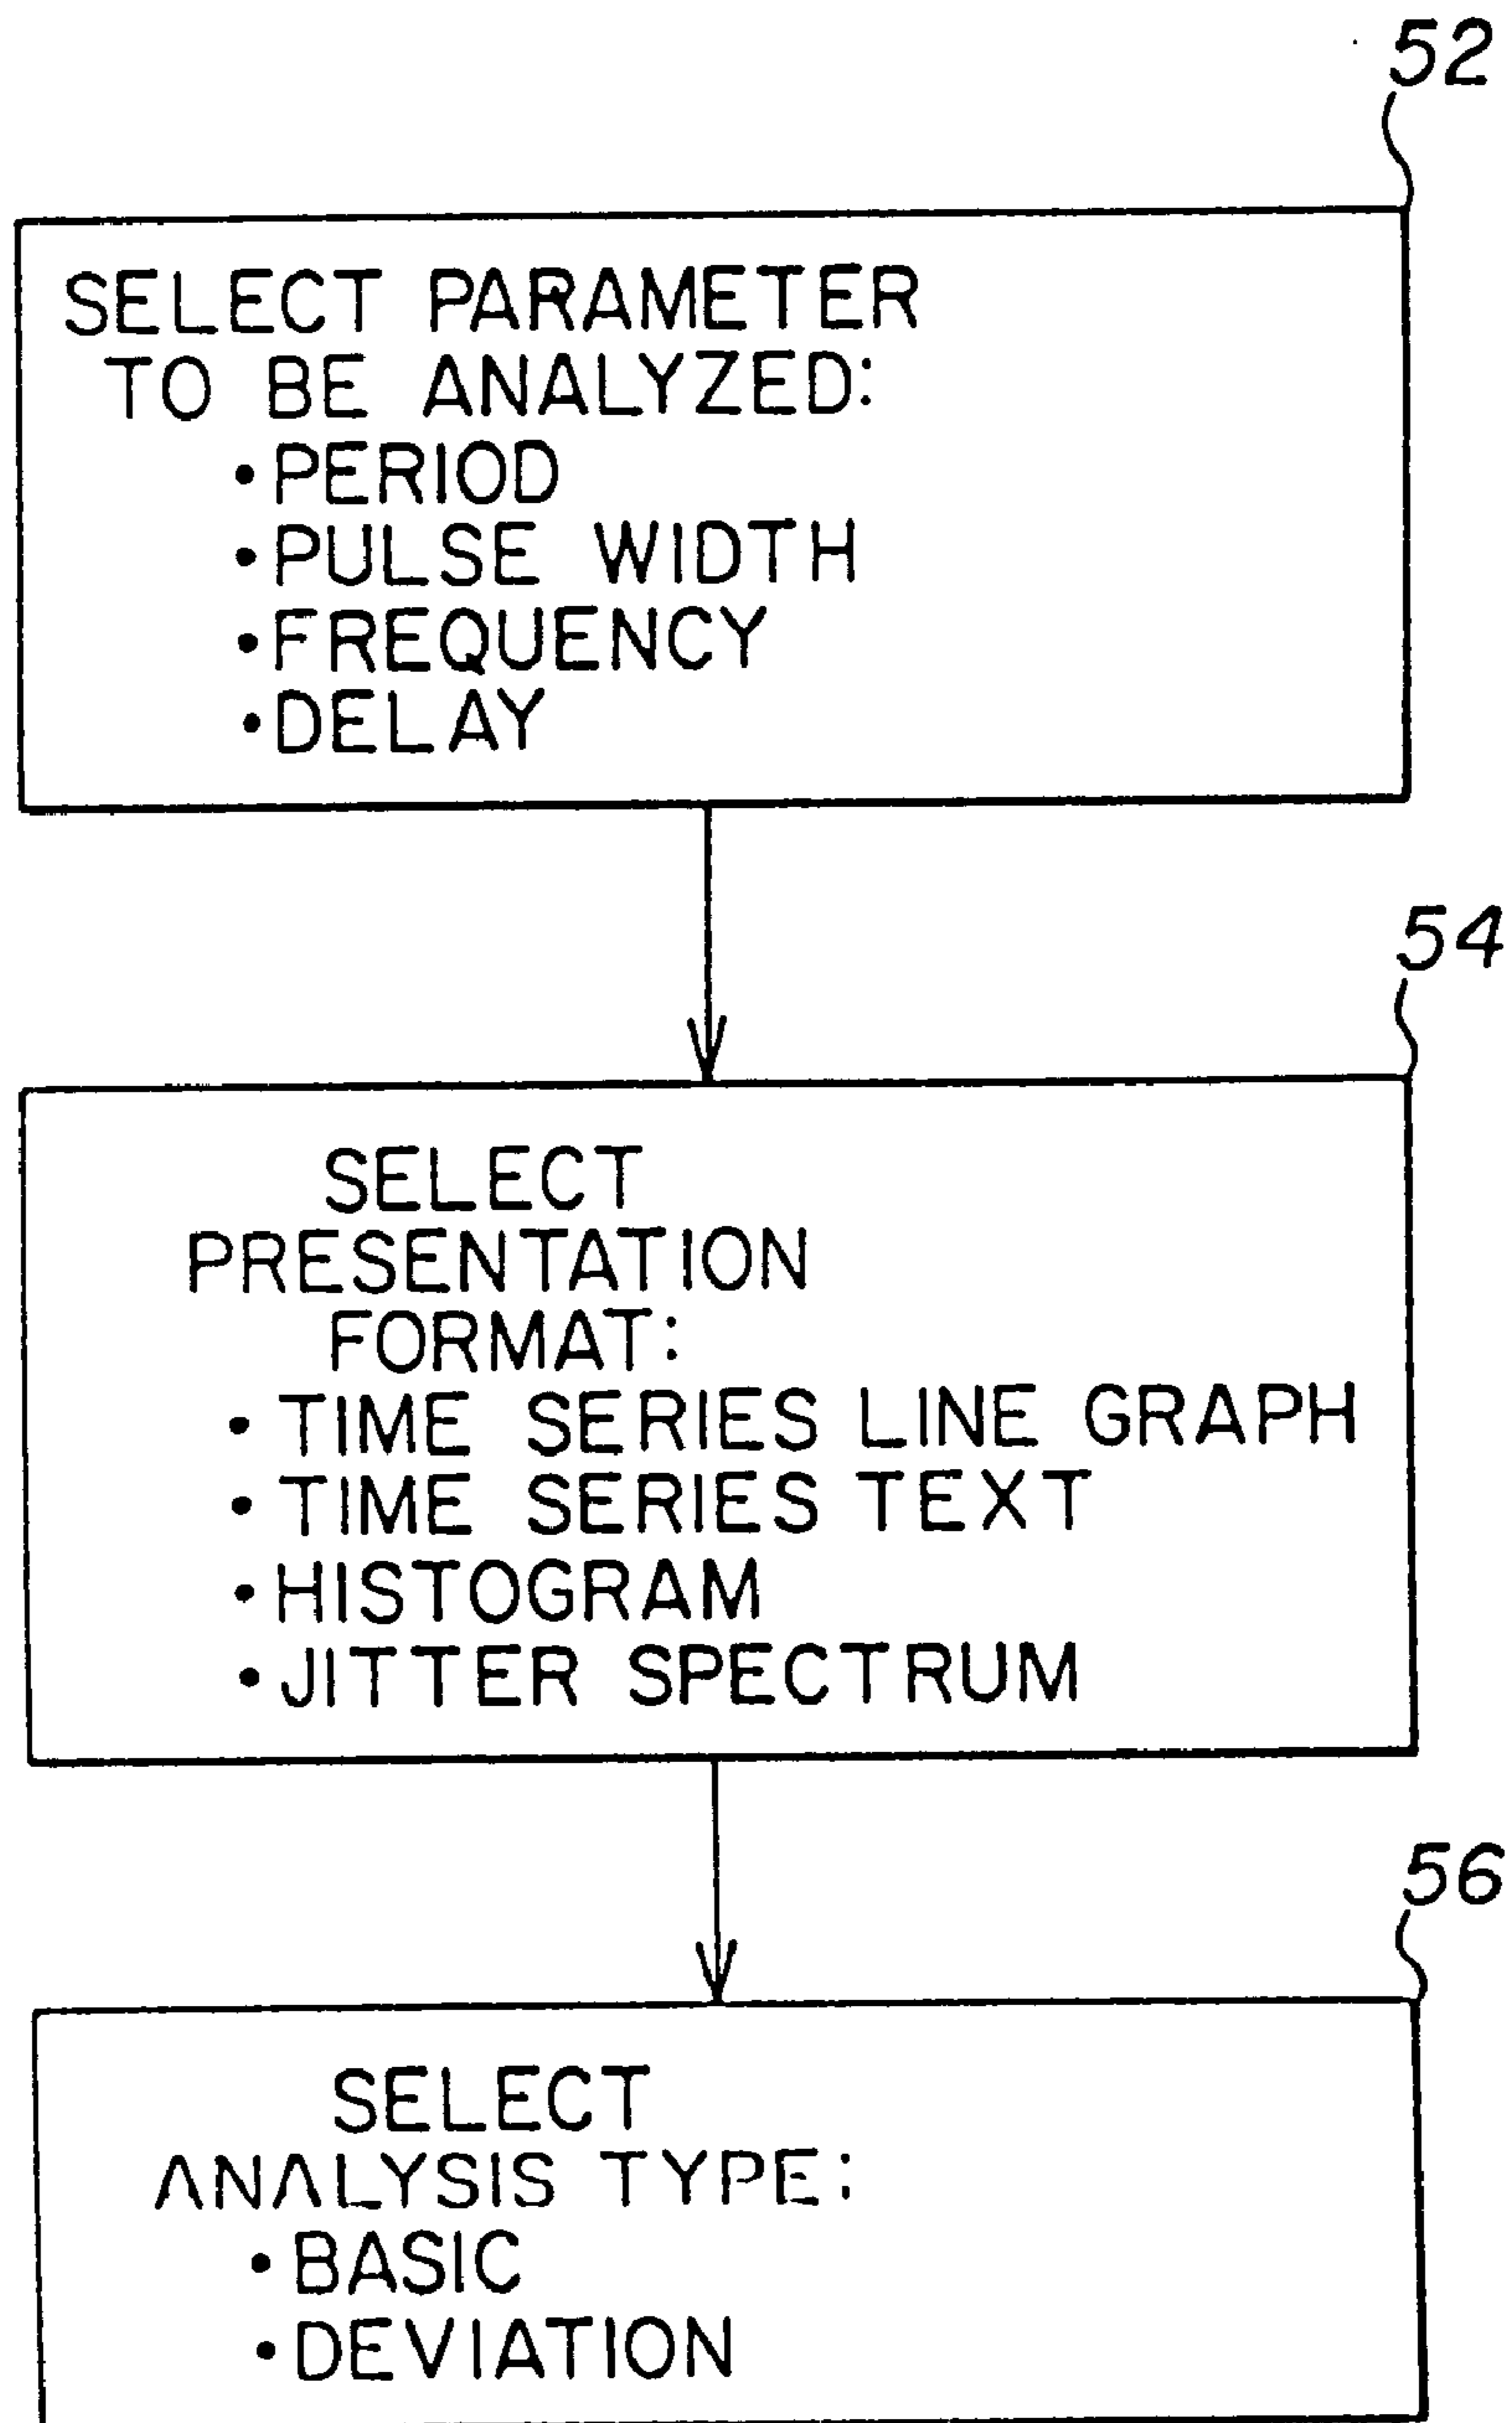 52
SELECT PARAMETER
TO BE ANALYZED:
•PERIOD
•PULSE WIDTH
•FREQUENCY
•DELAY
54
SELECT
PRESENTATION
FORMAT:
• TIME SERIES LINE GRAPH
• TIME SERIES TEXT
•HISTOGRAM
•JITTER SPECTRUM
56
SELECT
ANALYSIS TYPE:
•BASIC
•DEVIATION